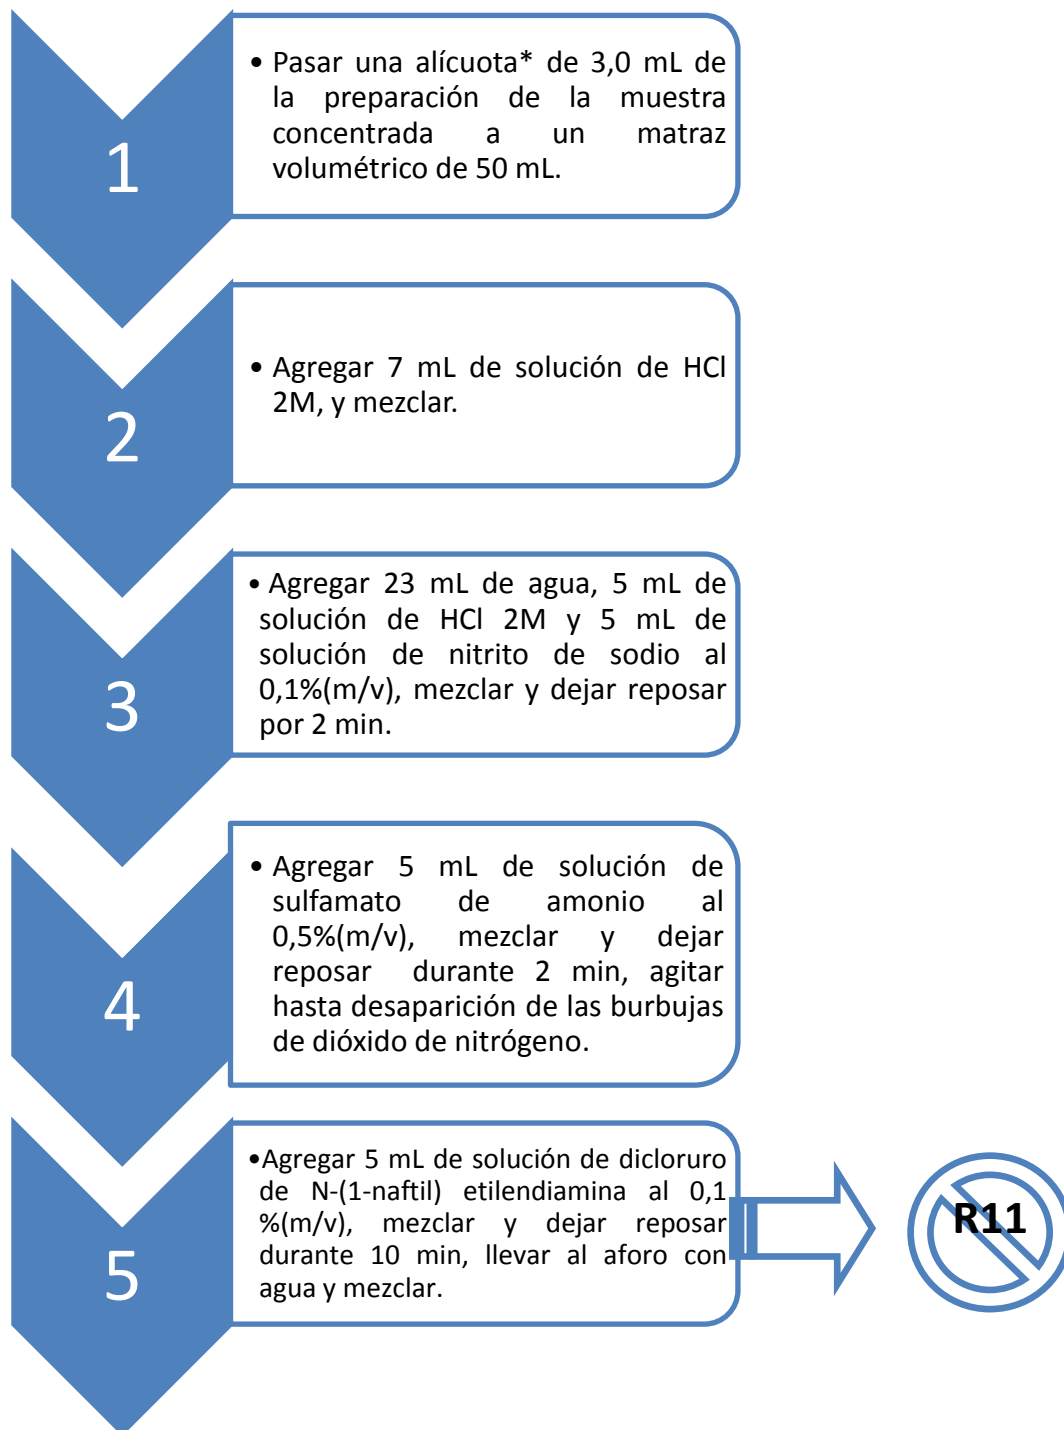 1
• Pasar una alícuota* de 3,0 mL de
la preparación de la muestra
concentrada a un matraz
volumétrico de 50 mL.
2
• Agregar 7 mL de solución de HCl
2M, y mezclar.
3
• Agregar 23 mL de agua, 5 mL de
solución de HCl 2M y 5 mL de
solución de nitrito de sodio al
0,1%(m/v), mezclar y dejar reposar
por 2 min.
4
• Agregar 5 mL de solución de
sulfamato de amonio al
0,5%(m/v), mezclar y dejar
reposar durante 2 min, agitar
hasta desaparición de las burbujas
de dióxido de nitrógeno.
5
•Agregar 5 mL de solución de dicloruro
de N-(1-naftil) etilendiamina al 0,1
%(m/v), mezclar y dejar reposar
durante 10 min, llevar al aforo con
agua y mezclar.
R11